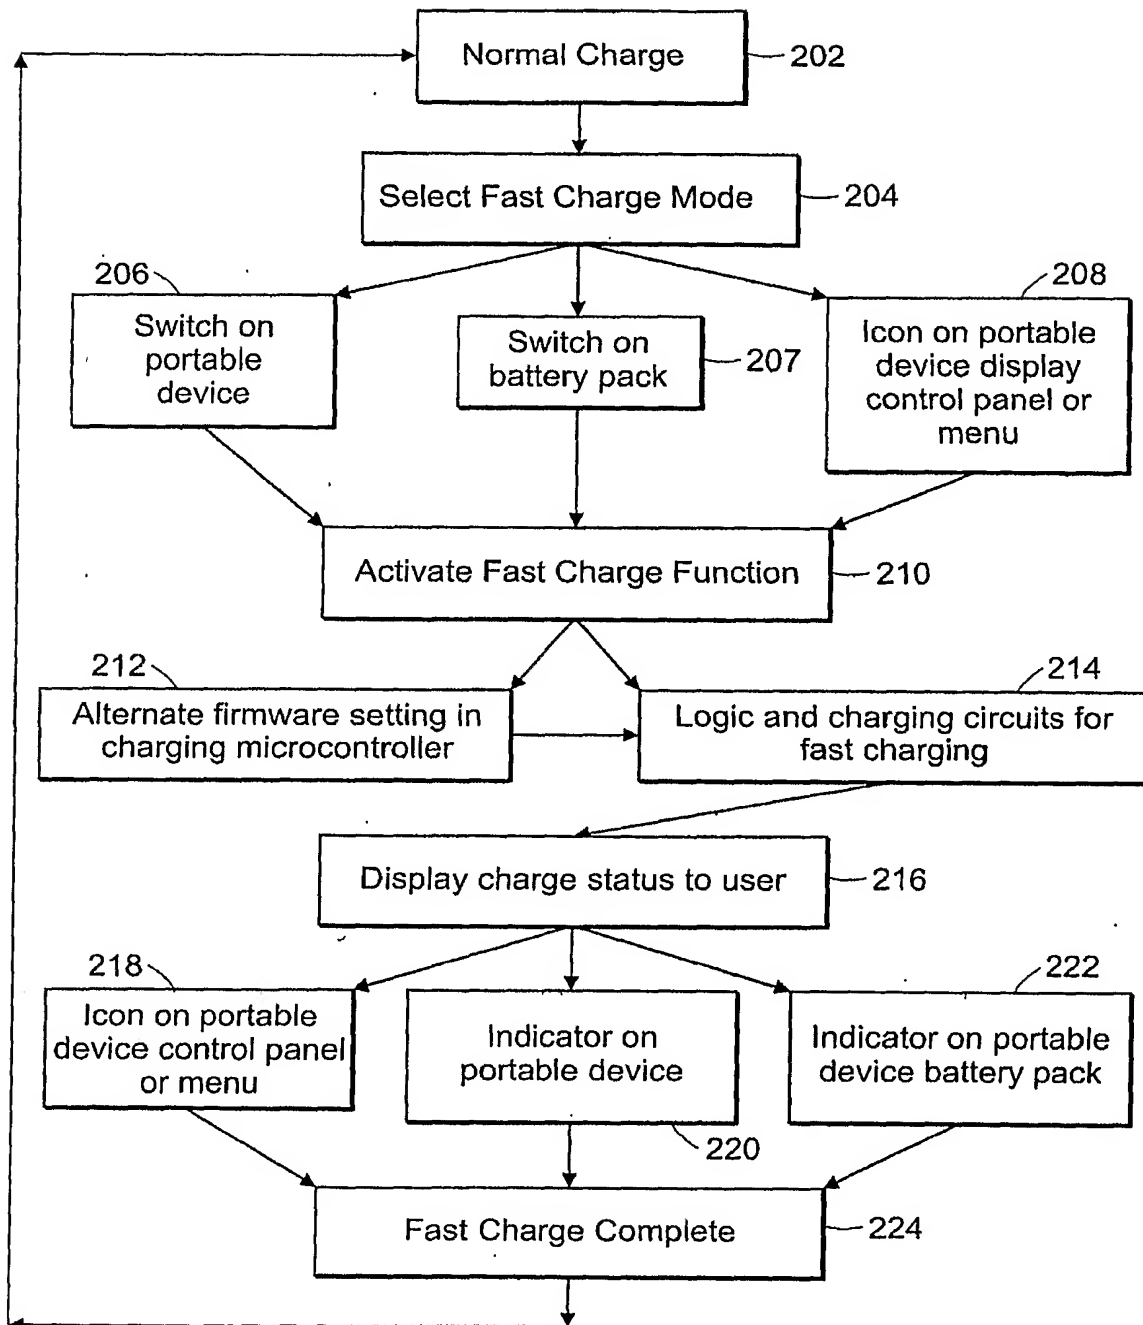 Normal Charge
202
Select Fast Charge Mode
204
206
208
Switch on
portable
device
Switch on
battery pack
207
Icon on portable
device display
control panel or
menu
Activate Fast Charge Function
210
212
214
Alternate firmware setting in
charging microcontroller
Logic and charging circuits for
fast charging
Display charge status to user
216
218
222
Icon on portable
device control panel
or menu
Indicator on
portable device
220
Indicator on portable
device battery pack
Fast Charge Complete
224